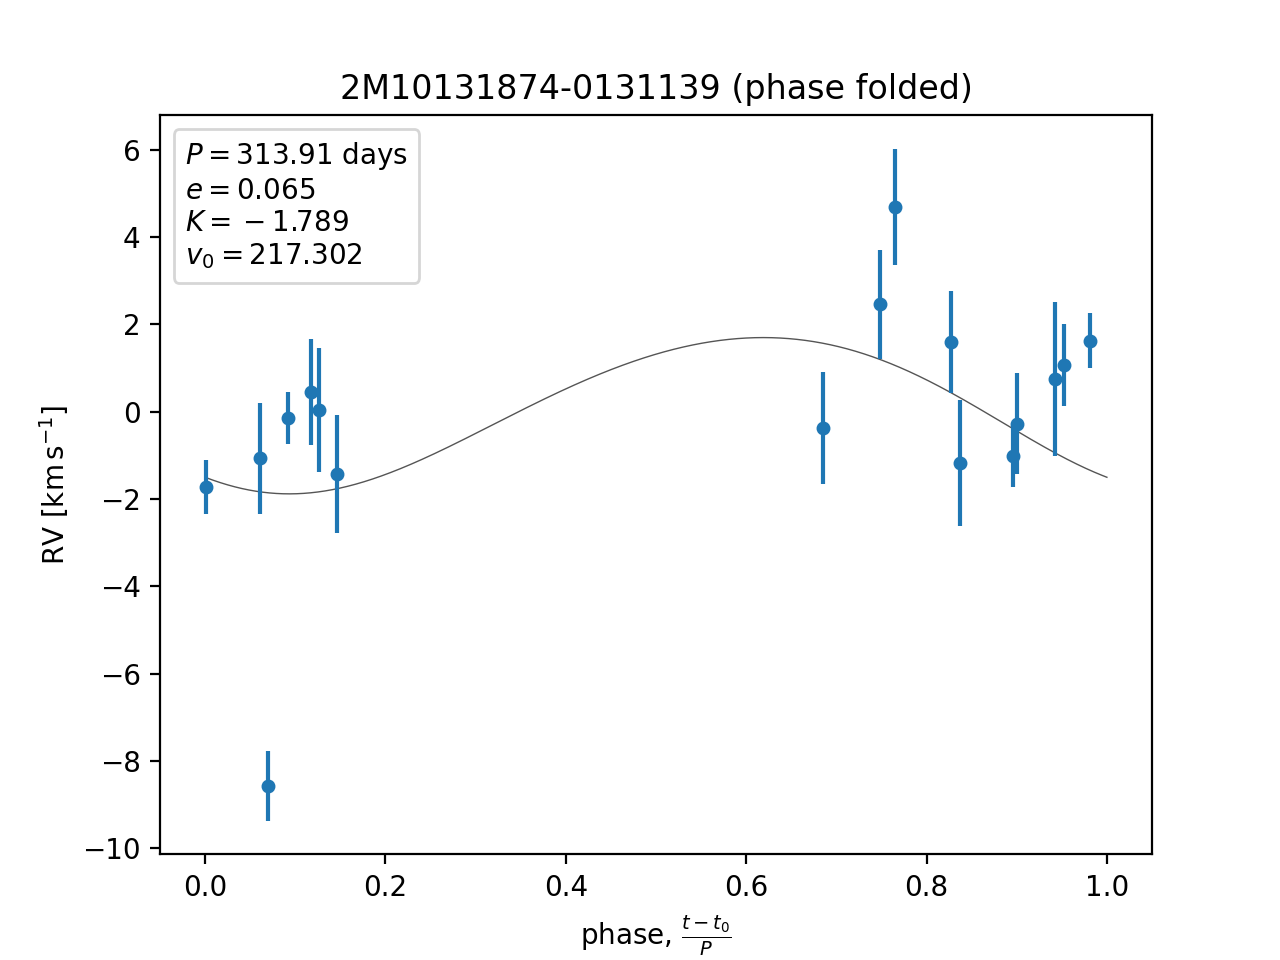 2M10131874-0131139 (phase folded)
P = 313.91 days
e = 0.065
K = −1.789
v₀ = 217.302
6
4
2
0
−2
−4
−6
−8
−10
RV [km s⁻¹]
0.0 0.2 0.4 0.6 0.8 1.0
phase, (t − t₀)/P